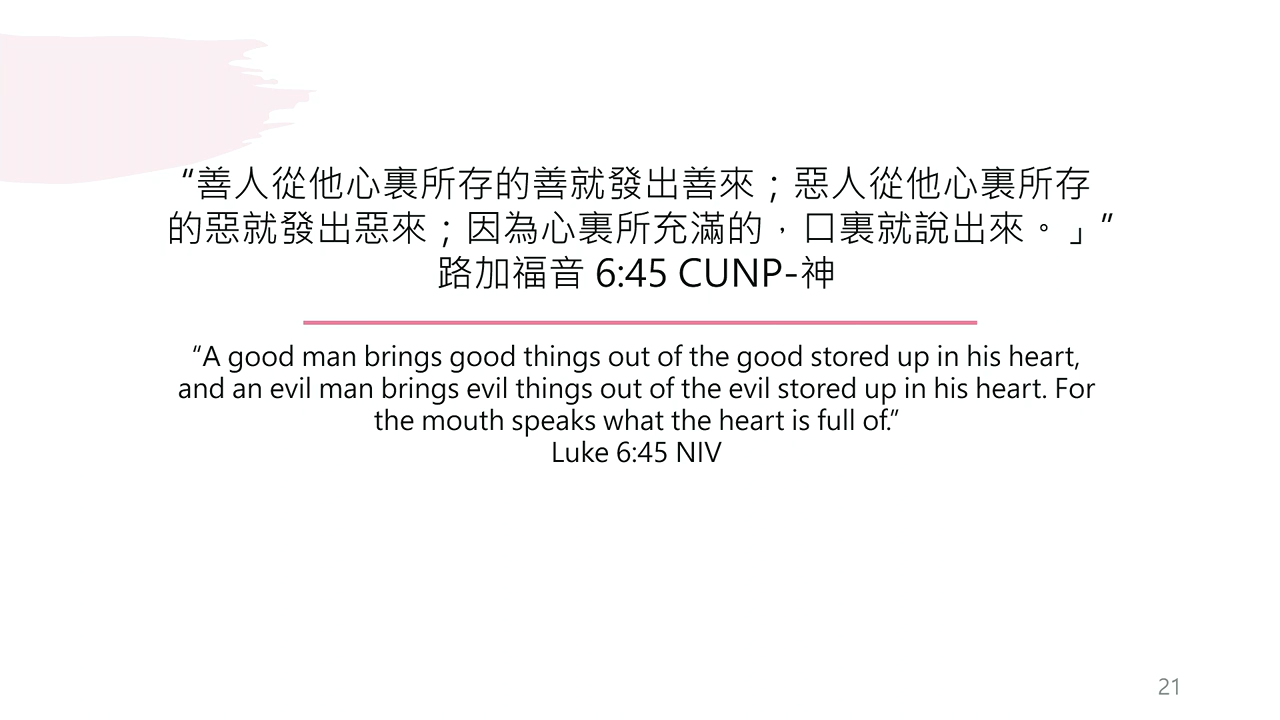 “善人從他心裏所存的善就發出善來；惡人從他心裏所存
的惡就發出惡來；因為心裏所充滿的，口裏就說出來。」”
路加福音 6:45 CUNP-神
“A good man brings good things out of the good stored up in his heart,
and an evil man brings evil things out of the evil stored up in his heart. For
the mouth speaks what the heart is full of.”
Luke 6:45 NIV
21